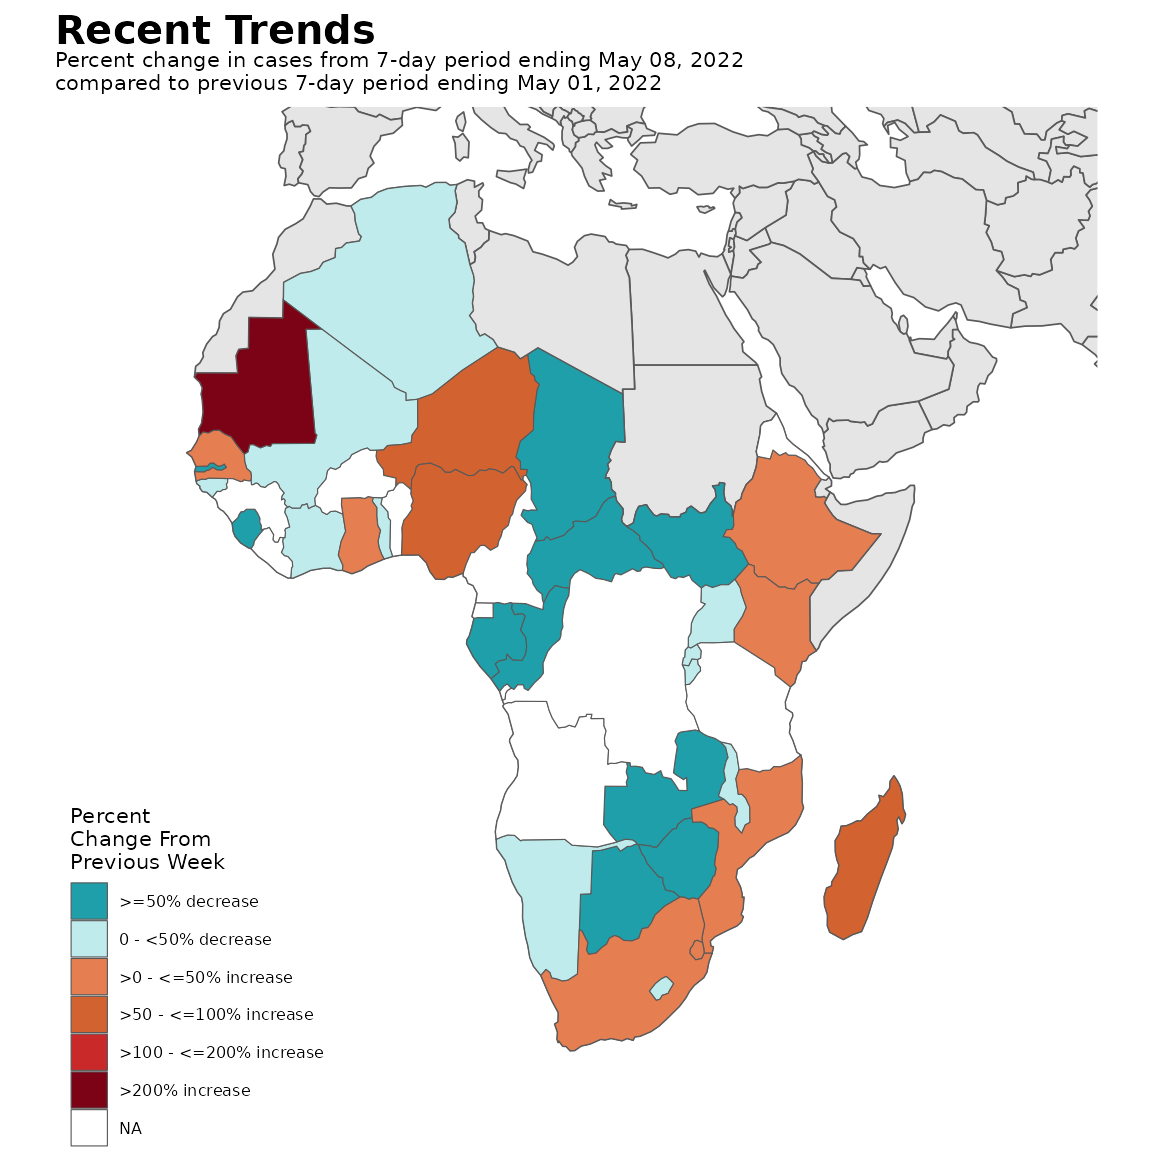 Recent Trends
Percent change in cases from 7-day period ending May 08, 2022
compared to previous 7-day period ending May 01, 2022
Percent
Change From
Previous Week
>=50% decrease
0 - <50% decrease
>0 - <=50% increase
>50 - <=100% increase
>100 - <=200% increase
>200% increase
NA